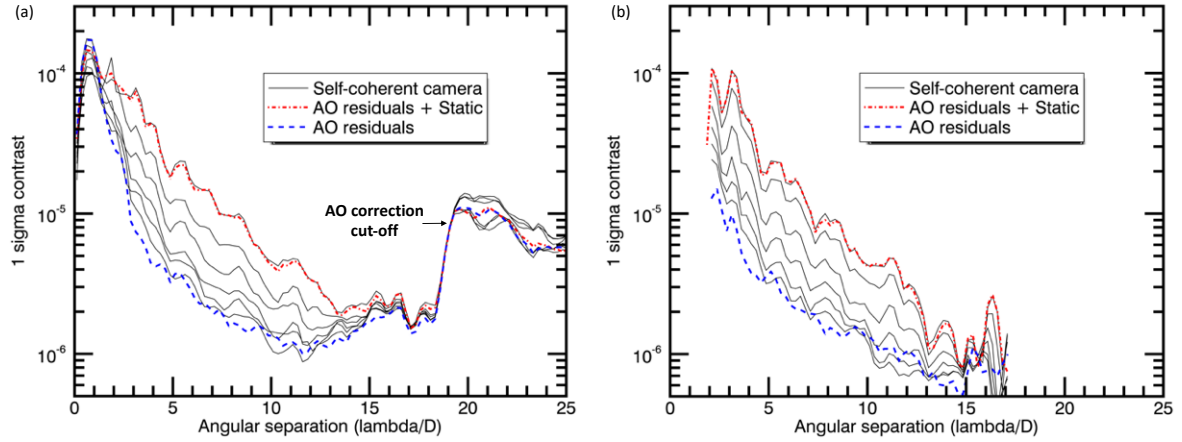 (a)
10⁻⁴
10⁻⁵
10⁻⁶
1 sigma contrast
Self-coherent camera
AO residuals + Static
AO residuals
AO correction
cut-off
0 5 10 15 20 25
Angular separation (lambda/D)
(b)
10⁻⁴
10⁻⁵
10⁻⁶
1 sigma contrast
Self-coherent camera
AO residuals + Static
AO residuals
0 5 10 15 20 25
Angular separation (lambda/D)